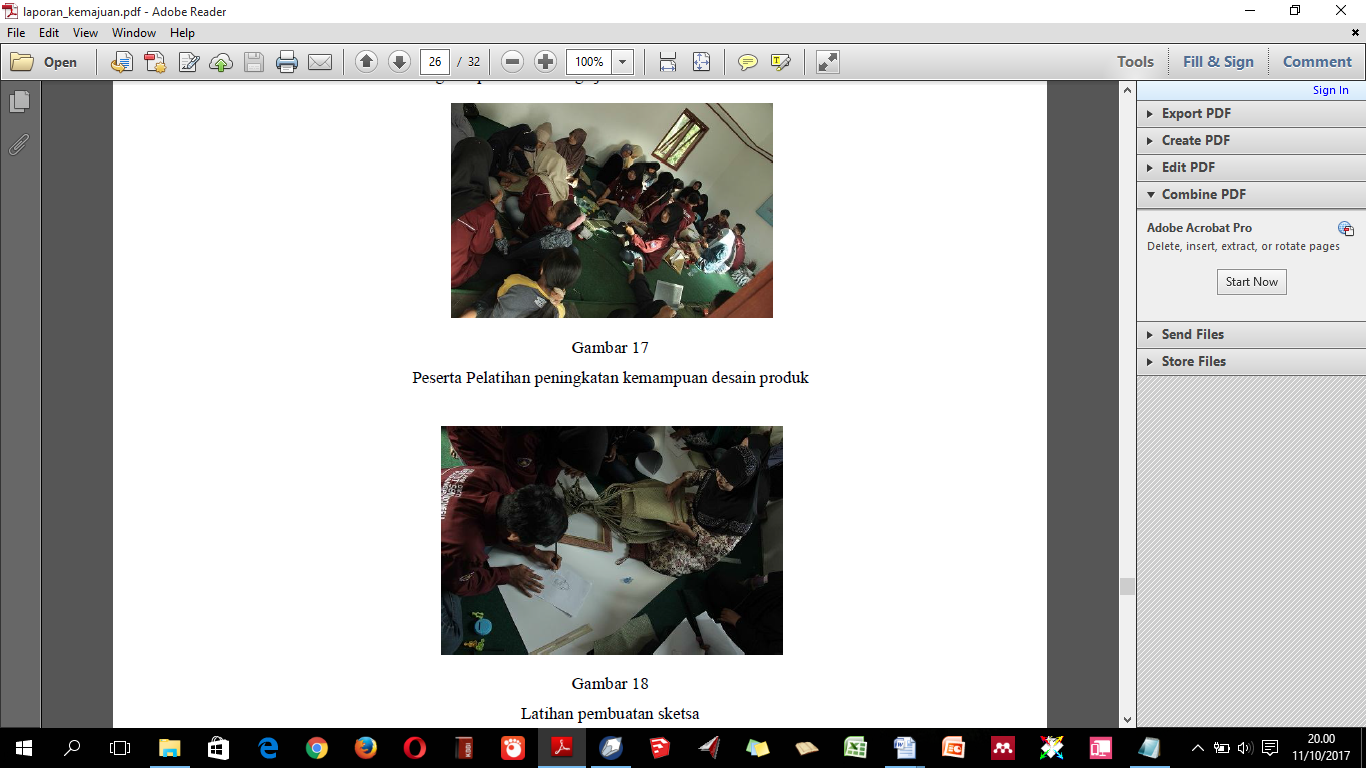 laporan_kemajuan.pdf - Adobe Reader
File Edit View Window Help
Open 26 / 32 100% Tools Fill & Sign Comment
Sign In
Export PDF
Create PDF
Edit PDF
Combine PDF
Adobe Acrobat Pro
Delete, insert, extract, or rotate pages
Start Now
Send Files
Store Files
Gambar 17
Peserta Pelatihan peningkatan kemampuan desain produk
Gambar 18
Latihan pembuatan sketsa
20.00
11/10/2017